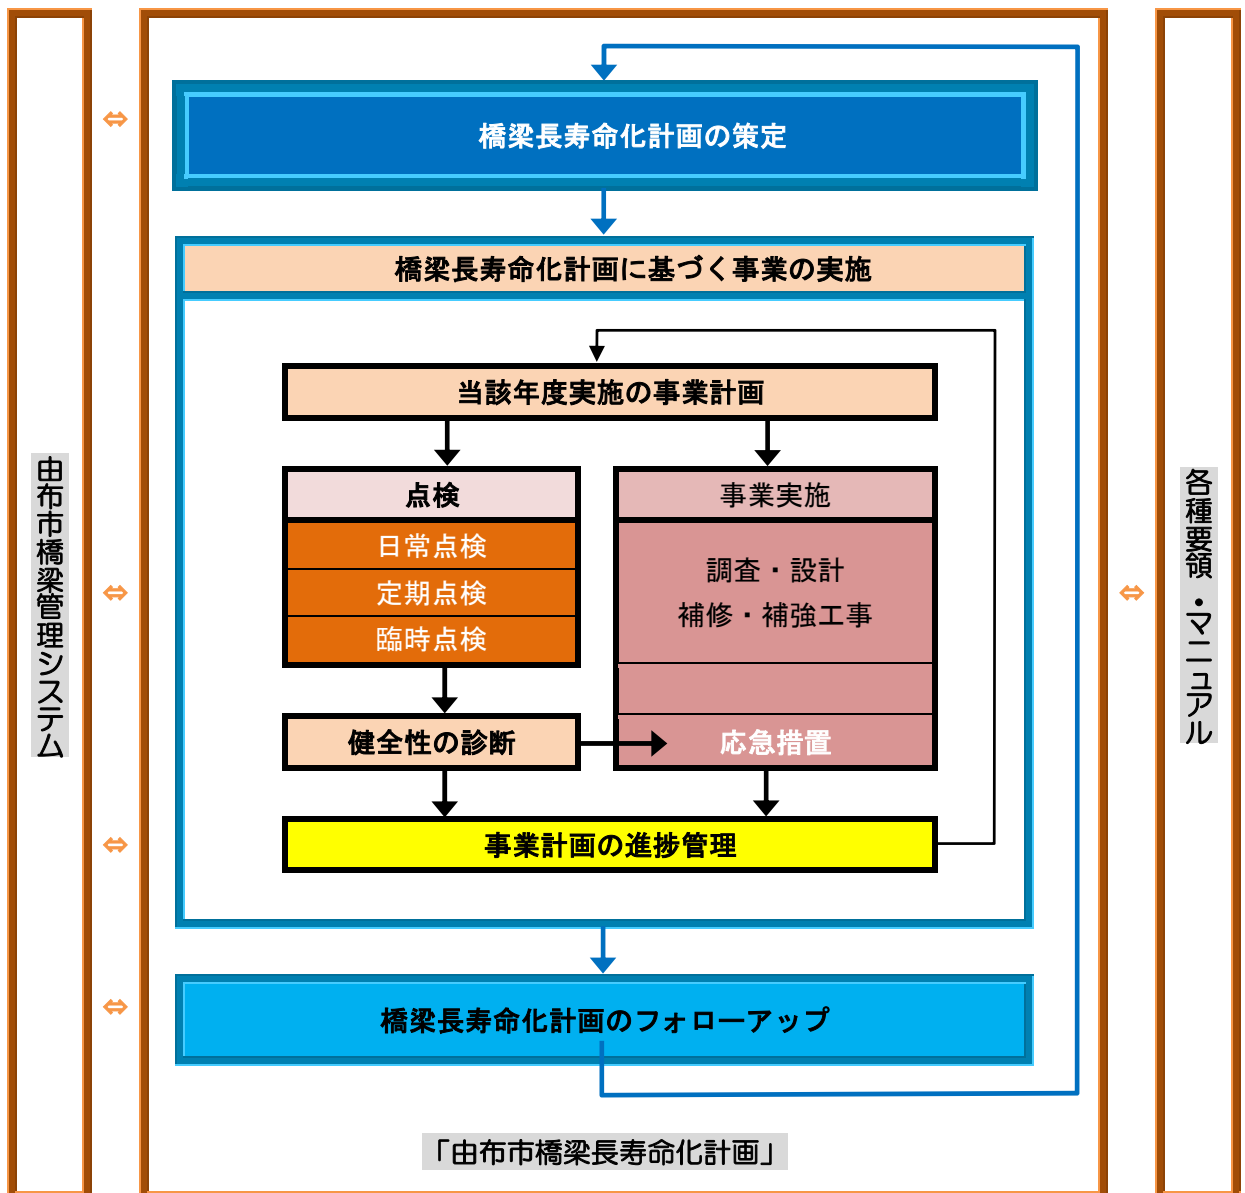 橋梁長寿命化計画の策定
橋梁長寿命化計画に基づく事業の実施
当該年度実施の事業計画
点検
日常点検
定期点検
臨時点検
事業実施
調査・設計
補修・補強工事
健全性の診断
応急措置
事業計画の進捗管理
橋梁長寿命化計画のフォローアップ
「由布市橋梁長寿命化計画」
由布市橋梁管理システム
各種要領・マニュアル